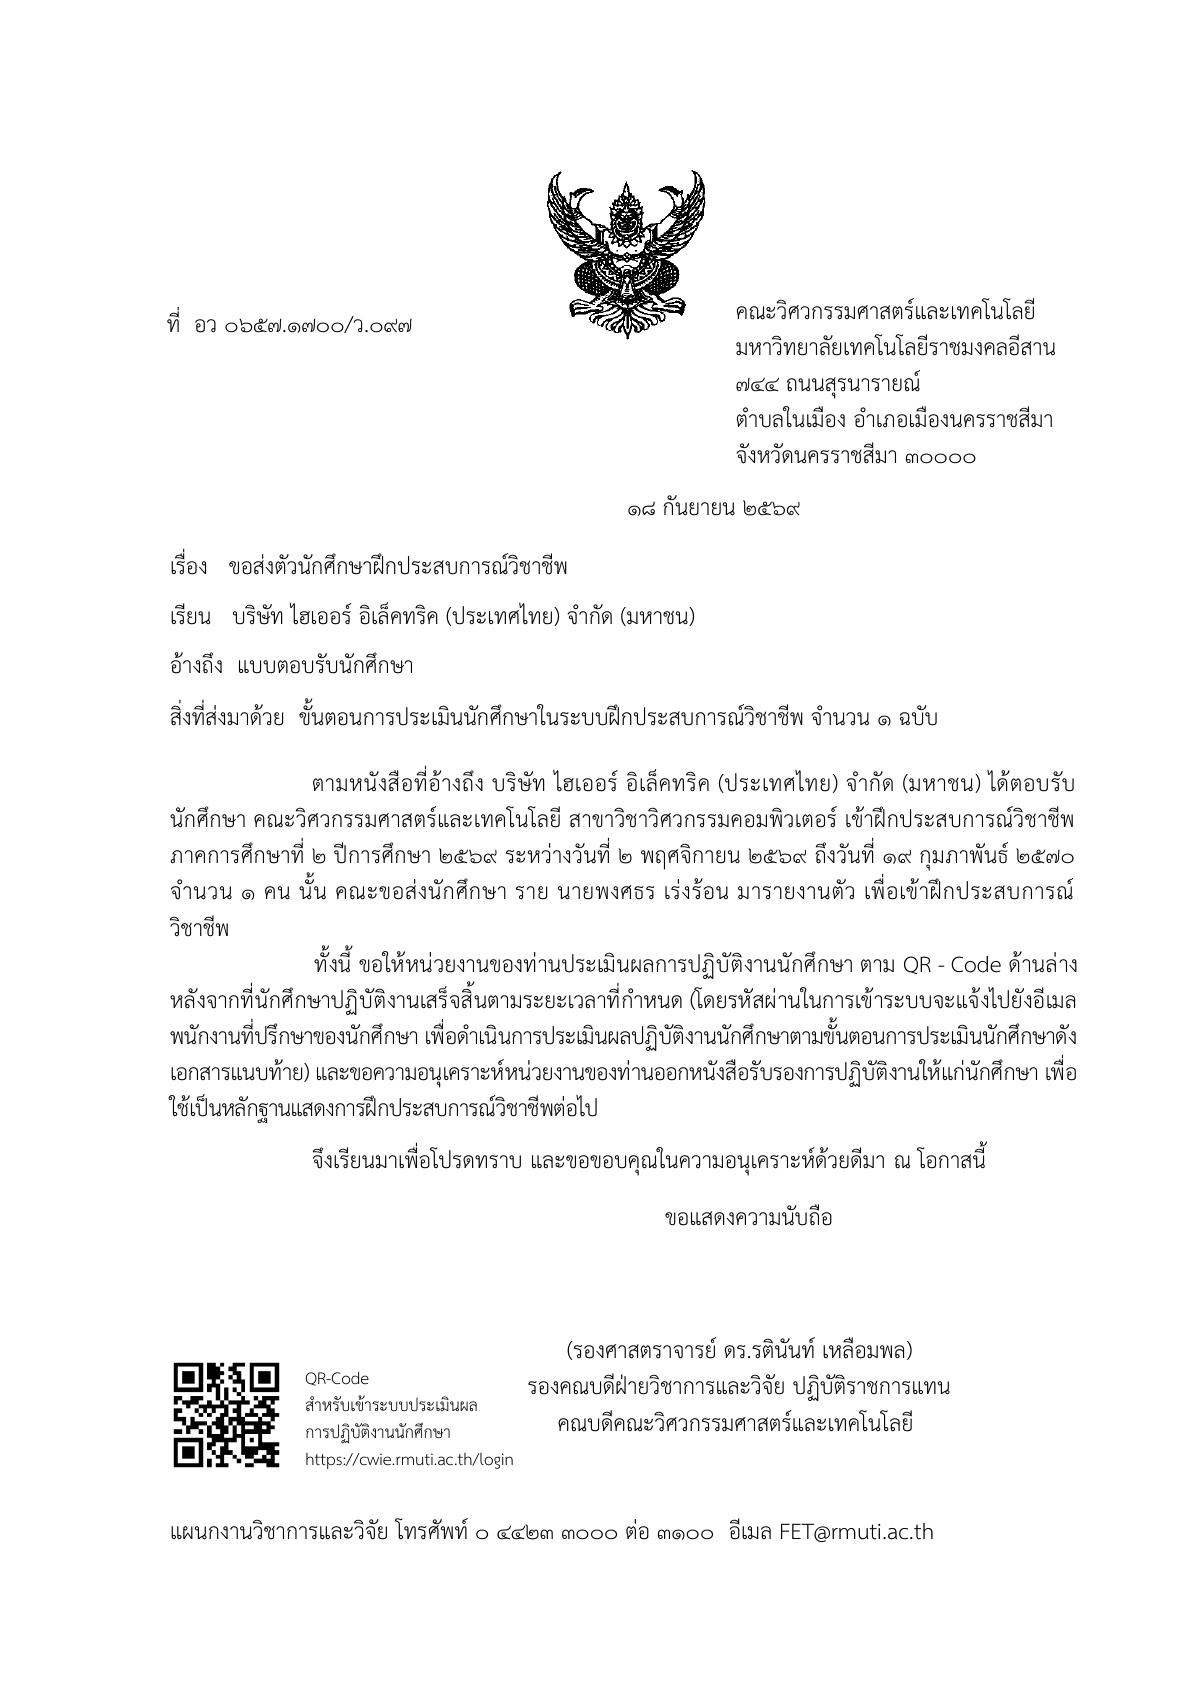 ที่ อว ๐๖๕๗.๑๗๐๐/ว.๐๙๗
คณะวิศวกรรมศาสตร์และเทคโนโลยี
มหาวิทยาลัยเทคโนโลยีราชมงคลอีสาน
๗๔๔ ถนนสุรนารายณ์
ตำบลในเมือง อำเภอเมืองนครราชสีมา
จังหวัดนครราชสีมา ๓๐๐๐๐
๑๘ กันยายน ๒๕๖๙
เรื่อง ขอส่งตัวนักศึกษาฝึกประสบการณ์วิชาชีพ
เรียน บริษัท ไฮเออร์ อิเล็คทริค (ประเทศไทย) จำกัด (มหาชน)
อ้างถึง แบบตอบรับนักศึกษา
สิ่งที่ส่งมาด้วย ขั้นตอนการประเมินนักศึกษาในระบบฝึกประสบการณ์วิชาชีพ จำนวน ๑ ฉบับ
ตามหนังสือที่อ้างถึง บริษัท ไฮเออร์ อิเล็คทริค (ประเทศไทย) จำกัด (มหาชน) ได้ตอบรับ
นักศึกษา คณะวิศวกรรมศาสตร์และเทคโนโลยี สาขาวิชาวิศวกรรมคอมพิวเตอร์ เข้าฝึกประสบการณ์วิชาชีพ
ภาคการศึกษาที่ ๒ ปีการศึกษา ๒๕๖๙ ระหว่างวันที่ ๒ พฤศจิกายน ๒๕๖๙ ถึงวันที่ ๑๙ กุมภาพันธ์ ๒๕๗๐
จำนวน ๑ คน นั้น คณะขอส่งนักศึกษา ราย นายพงศธร เร่งร้อน มารายงานตัว เพื่อเข้าฝึกประสบการณ์
วิชาชีพ
ทั้งนี้ ขอให้หน่วยงานของท่านประเมินผลการปฏิบัติงานนักศึกษา ตาม QR - Code ด้านล่าง
หลังจากที่นักศึกษาปฏิบัติงานเสร็จสิ้นตามระยะเวลาที่กำหนด (โดยรหัสผ่านในการเข้าระบบจะแจ้งไปยังอีเมล
พนักงานที่ปรึกษาของนักศึกษา เพื่อดำเนินการประเมินผลปฏิบัติงานนักศึกษาตามขั้นตอนการประเมินนักศึกษาดัง
เอกสารแนบท้าย) และขอความอนุเคราะห์หน่วยงานของท่านออกหนังสือรับรองการปฏิบัติงานให้แก่นักศึกษา เพื่อ
ใช้เป็นหลักฐานแสดงการฝึกประสบการณ์วิชาชีพต่อไป
จึงเรียนมาเพื่อโปรดทราบ และขอขอบคุณในความอนุเคราะห์ด้วยดีมา ณ โอกาสนี้
ขอแสดงความนับถือ
(รองศาสตราจารย์ ดร.รตินันท์ เหลือมพล)
รองคณบดีฝ่ายวิชาการและวิจัย ปฏิบัติราชการแทน
คณบดีคณะวิศวกรรมศาสตร์และเทคโนโลยี
QR-Code
สำหรับเข้าระบบประเมินผล
การปฏิบัติงานนักศึกษา
https://cwie.rmuti.ac.th/login
แผนกงานวิชาการและวิจัย โทรศัพท์ ๐ ๔๔๒๓ ๓๐๐๐ ต่อ ๓๑๐๐ อีเมล FET@rmuti.ac.th